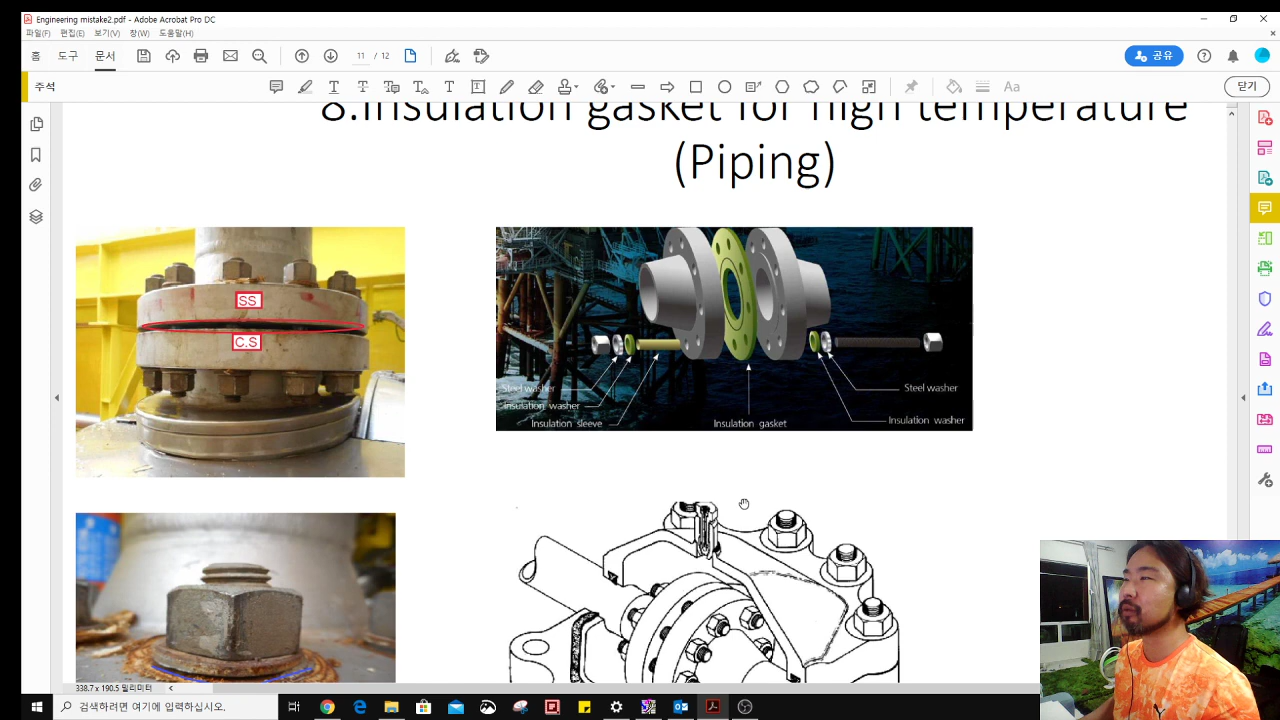 Engineering mistake2.pdf - Adobe Acrobat Pro DC
파일(F) 편집(E) 보기(V) 창(W) 도움말(H)
홈 도구 문서 11 / 12 공유
주석 Aa 닫기
8.Insulation gasket for high temperature
(Piping)
SS
C.S
Steel washer
Insulation washer
Insulation sleeve
Insulation gasket
Steel washer
Insulation washer
338.7 x 190.5 밀리미터
검색하려면 여기에 입력하십시오.